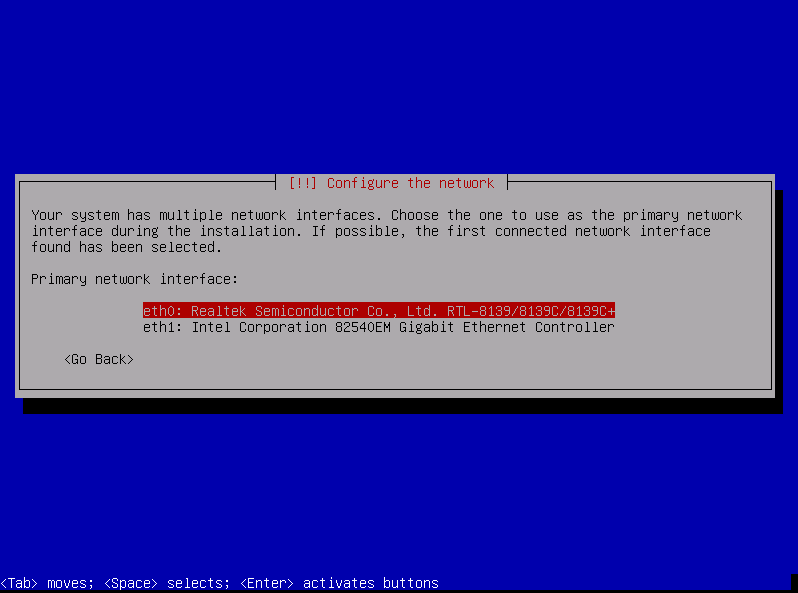 [!!] Configure the network
Your system has multiple network interfaces. Choose the one to use as the primary network
interface during the installation. If possible, the first connected network interface
found has been selected.
Primary network interface:
eth0: Realtek Semiconductor Co., Ltd. RTL-8139/8139C/8139C+
eth1: Intel Corporation 82540EM Gigabit Ethernet Controller
<Go Back>
<Tab> moves; <Space> selects; <Enter> activates buttons